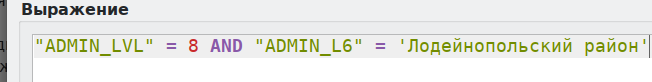 Выражение
"ADMIN_LVL" = 8 AND "ADMIN_L6" = 'Лодейнопольский район'